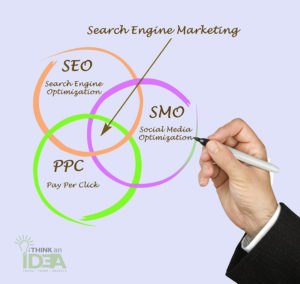 Search Engine Marketing
SEO
Search Engine
Optimization
SMO
Social Media
Optimization
PPC
Pay Per Click
I THINK an
IDEA